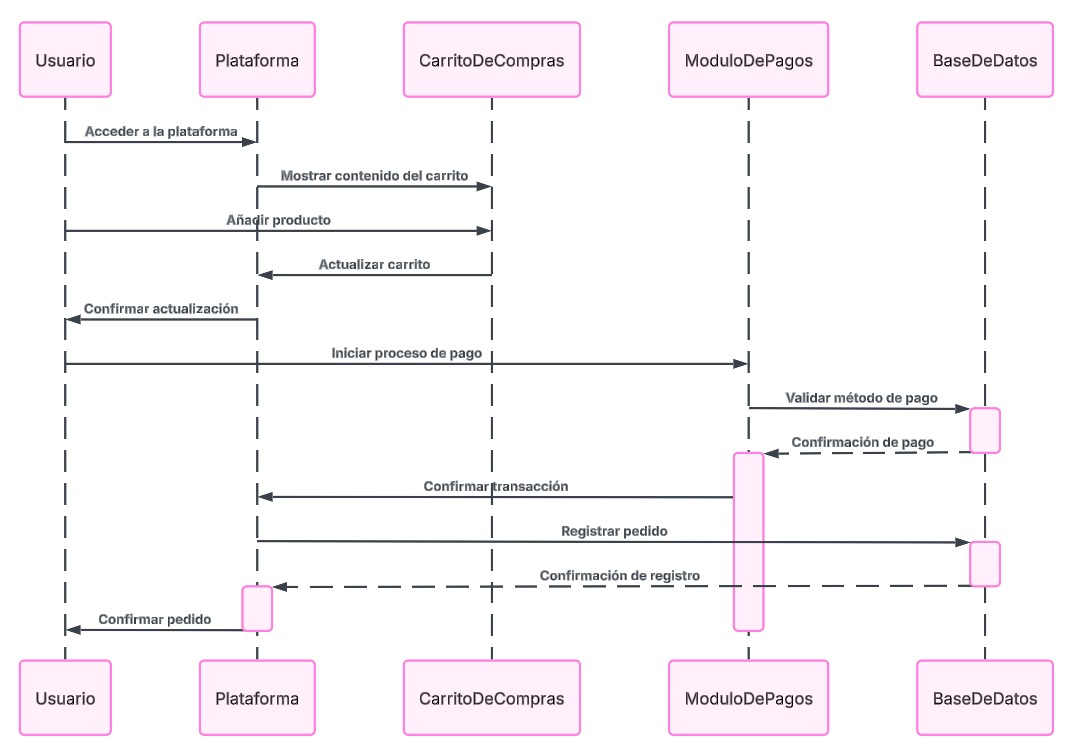 Usuario
Plataforma
CarritoDeCompras
ModuloDePagos
BaseDeDatos
Acceder a la plataforma
Mostrar contenido del carrito
Añadir producto
Actualizar carrito
Confirmar actualización
Iniciar proceso de pago
Validar método de pago
Confirmación de pago
Confirmar transacción
Registrar pedido
Confirmación de registro
Confirmar pedido
Usuario
Plataforma
CarritoDeCompras
ModuloDePagos
BaseDeDatos